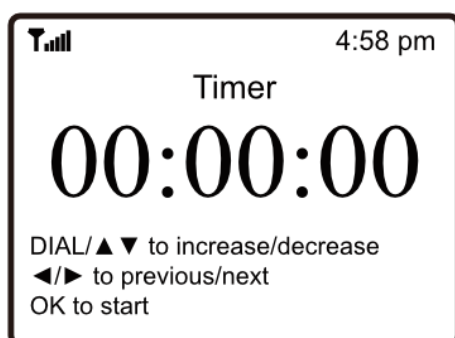 4:58 pm
Timer
00:00:00
DIAL/▲▼ to increase/decrease
◄/► to previous/next
OK to start